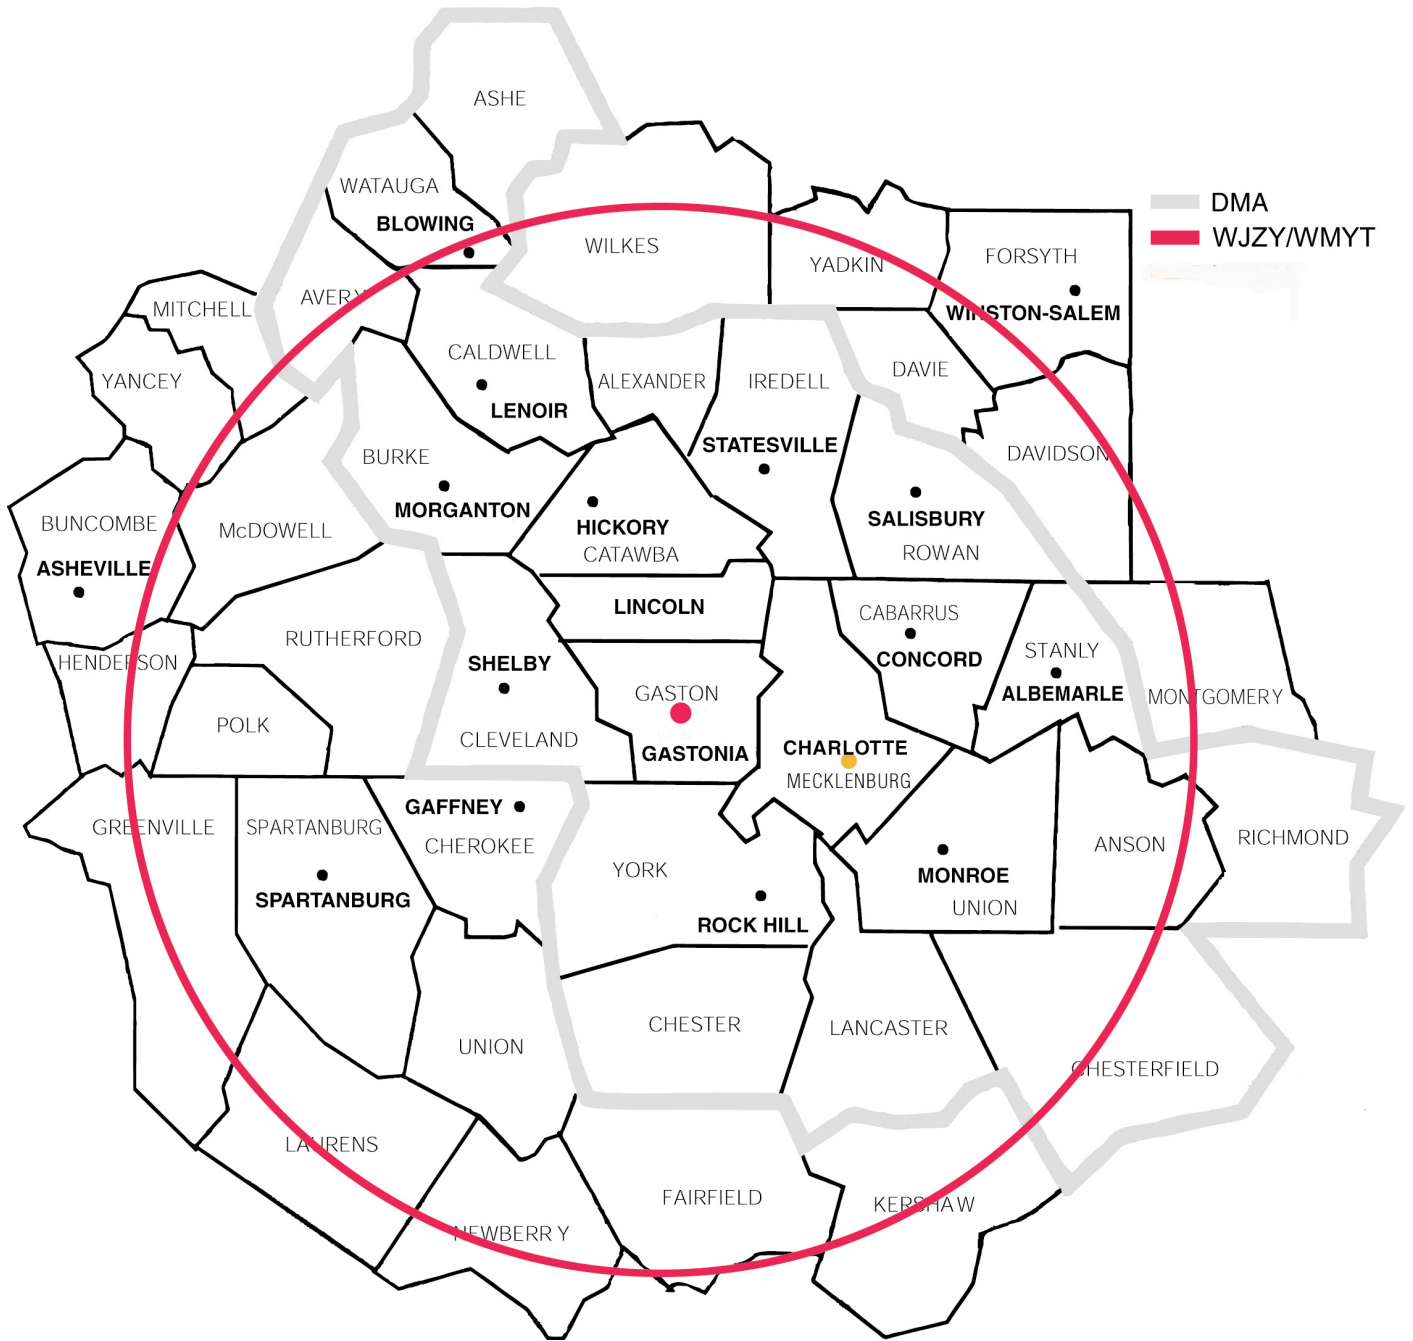 ASHE
WATAUGA
BLOWING
DMA
WJZY/WMYT
WILKES
YADKIN
FORSYTH
WINSTON-SALEM
MITCHELL
AVERY
YANCEY
CALDWELL
LENOIR
ALEXANDER
IREDELL
DAVIE
STATESVILLE
DAVIDSON
BURKE
MORGANTON
HICKORY
CATAWBA
SALISBURY
ROWAN
BUNCOMBE
ASHEVILLE
McDOWELL
LINCOLN
CABARRUS
CONCORD
RUTHERFORD
HENDERSON
SHELBY
STANLY
ALBEMARLE
MONTGOMERY
GASTON
GASTONIA
POLK
CLEVELAND
CHARLOTTE
MECKLENBURG
GAFFNEY
CHEROKEE
GREENVILLE
SPARTANBURG
SPARTANBURG
YORK
ROCK HILL
MONROE
UNION
ANSON
RICHMOND
UNION
CHESTER
LANCASTER
CHESTERFIELD
LAURENS
NEWBERRY
FAIRFIELD
KERSHAW